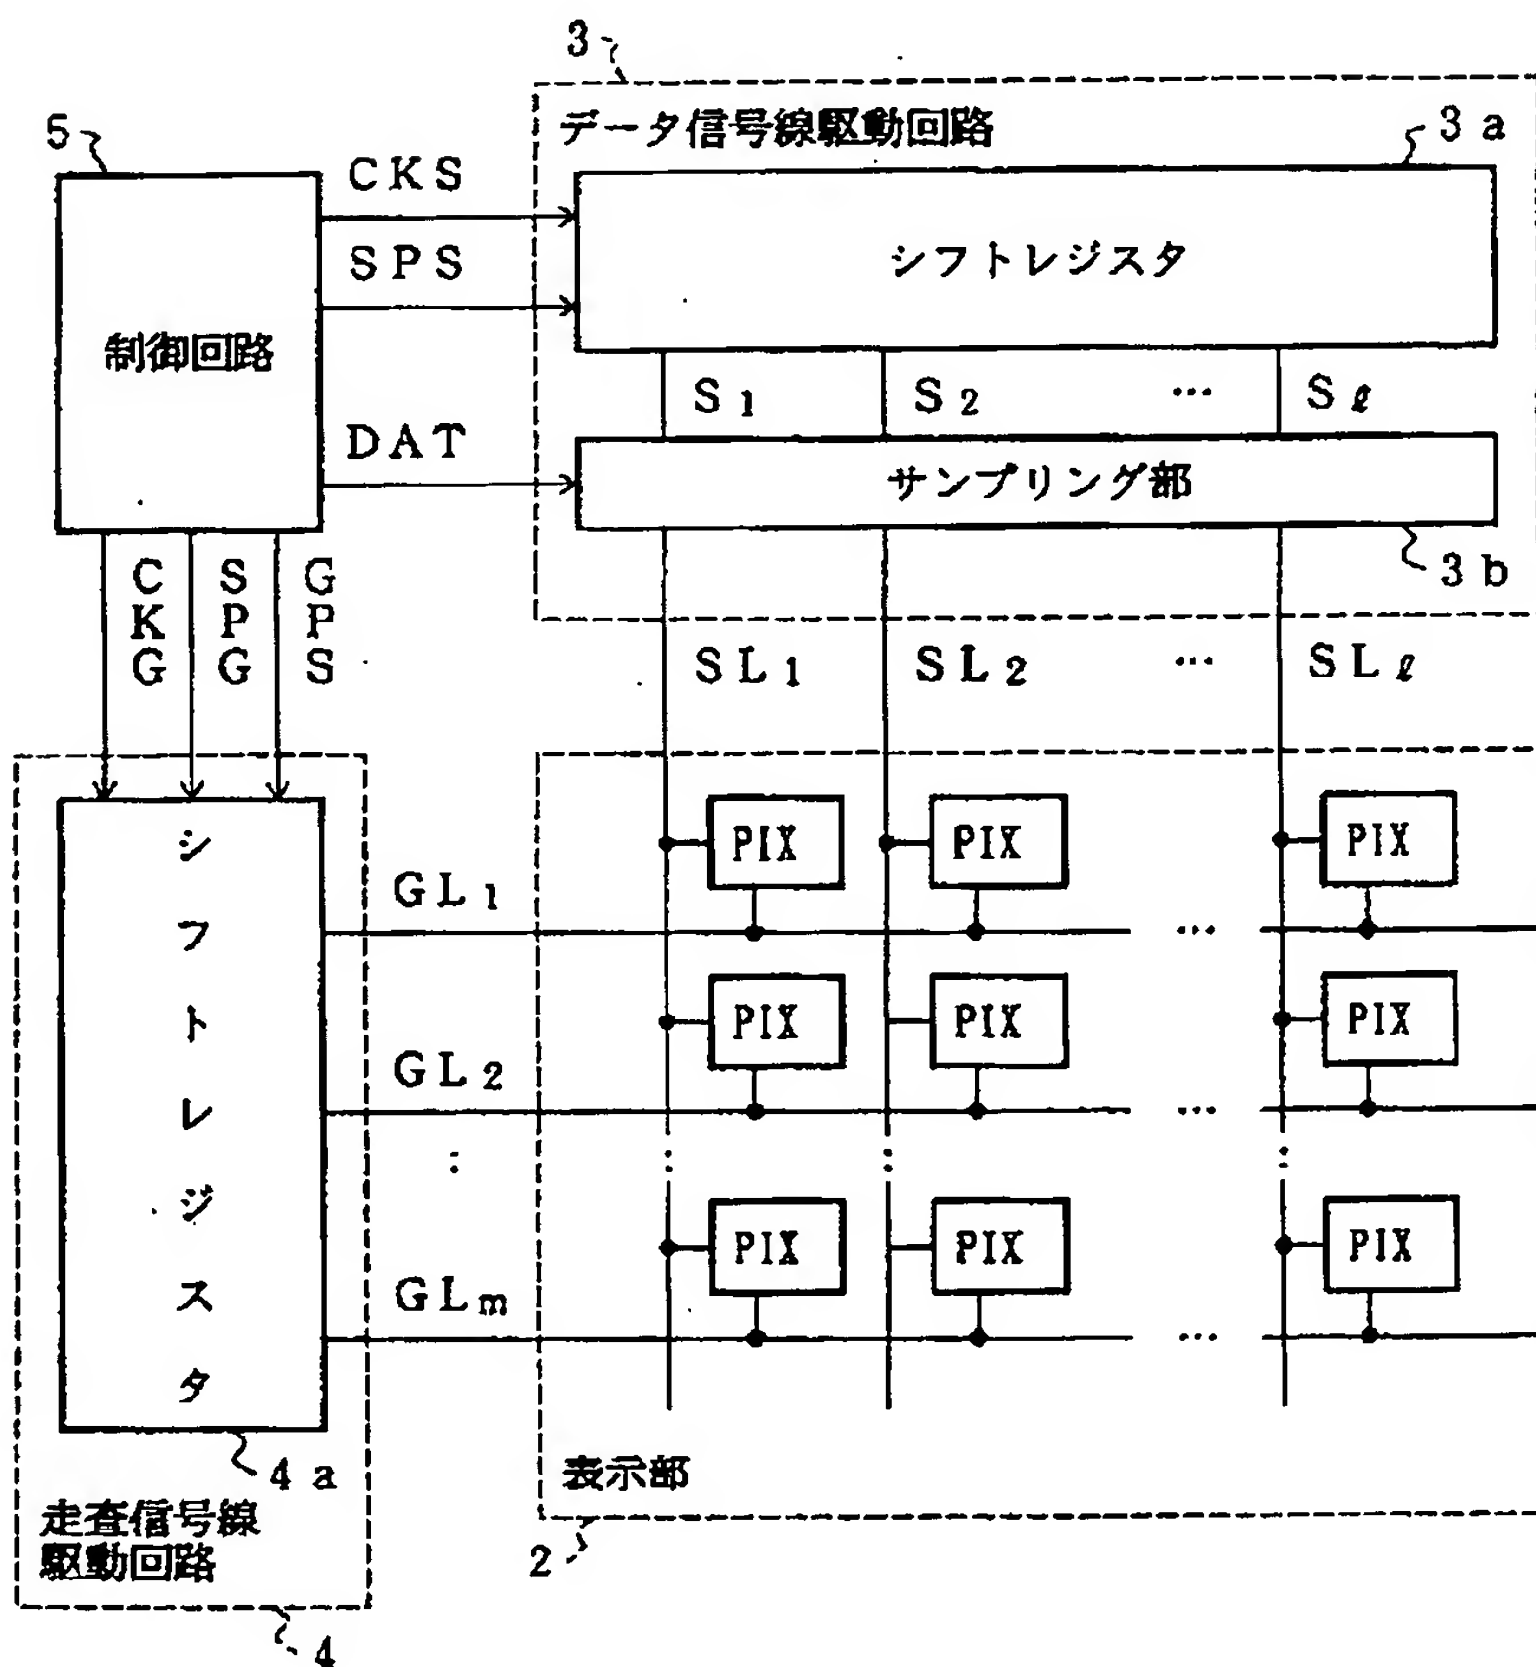 3
データ信号線駆動回路
3a
5
CKS
SPS
DAT
制御回路
シフトレジスタ
S1 S2 … Sℓ
サンプリング部
3b
CKG
SPG
GPS
SL1 SL2 … SLℓ
シフトレジスタ
PIX PIX PIX
GL1 …
PIX PIX PIX
GL2 …
PIX PIX PIX
GLm …
4a
表示部
走査信号線
駆動回路
2
4